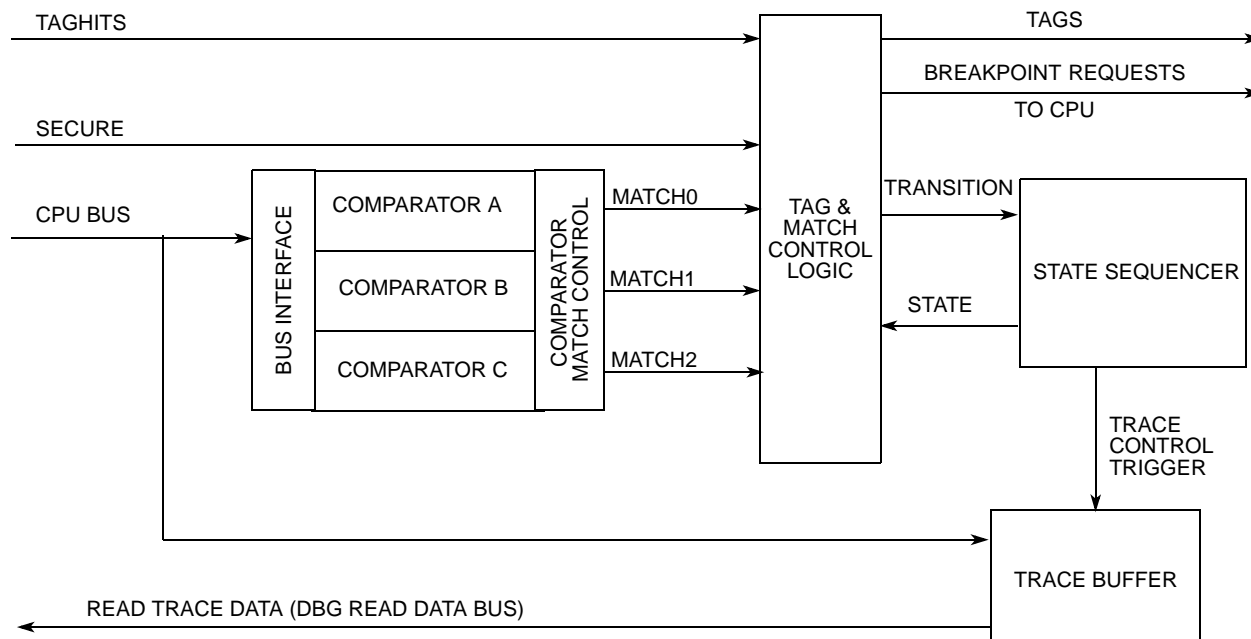 TAGHITS
TAGS
BREAKPOINT REQUESTS
TO CPU
SECURE
CPU BUS
BUS INTERFACE
COMPARATOR A
COMPARATOR B
COMPARATOR C
COMPARATOR
MATCH CONTROL
MATCH0
MATCH1
MATCH2
TAG &
MATCH
CONTROL
LOGIC
TRANSITION
STATE
STATE SEQUENCER
TRACE
CONTROL
TRIGGER
TRACE BUFFER
READ TRACE DATA (DBG READ DATA BUS)